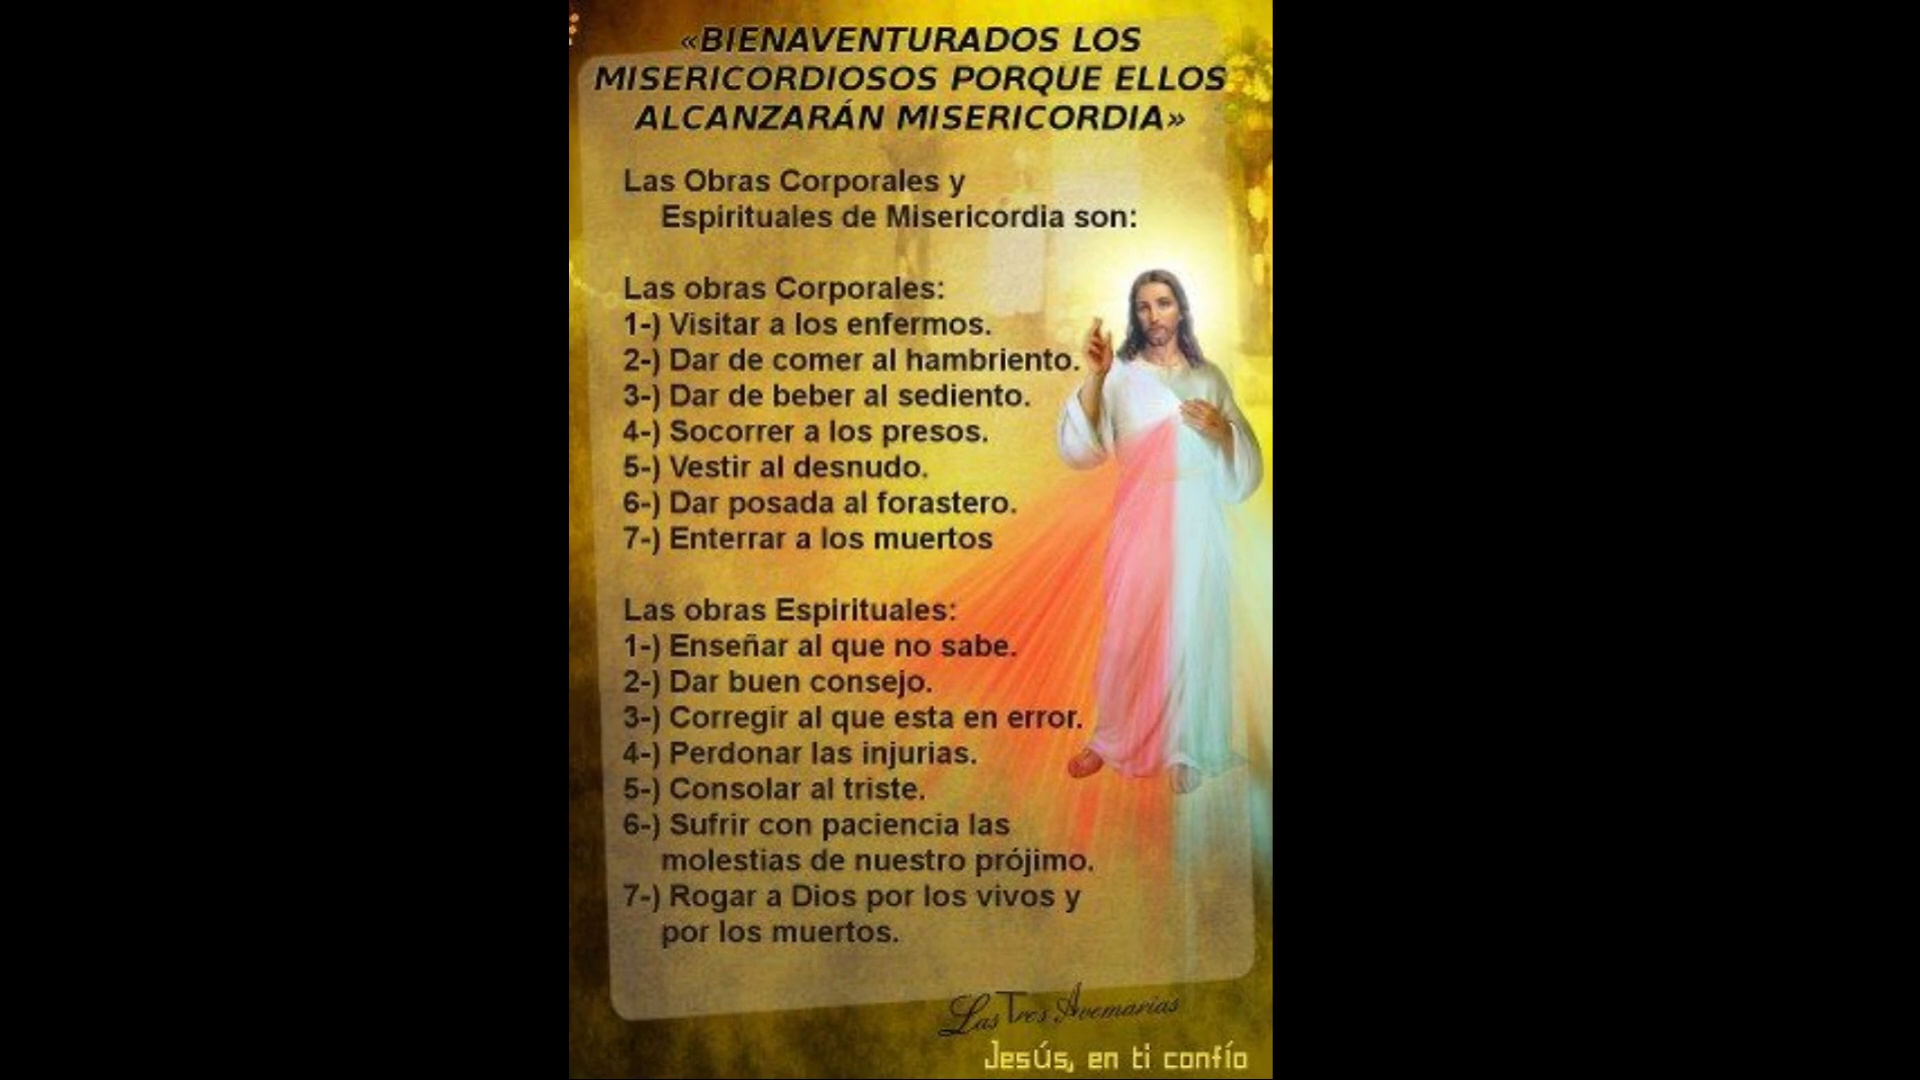 «BIENAVENTURADOS LOS
MISERICORDIOSOS PORQUE ELLOS
ALCANZARÁN MISERICORDIA»
Las Obras Corporales y
Espirituales de Misericordia son:
Las obras Corporales:
1-) Visitar a los enfermos.
2-) Dar de comer al hambriento.
3-) Dar de beber al sediento.
4-) Socorrer a los presos.
5-) Vestir al desnudo.
6-) Dar posada al forastero.
7-) Enterrar a los muertos
Las obras Espirituales:
1-) Enseñar al que no sabe.
2-) Dar buen consejo.
3-) Corregir al que esta en error.
4-) Perdonar las injurias.
5-) Consolar al triste.
6-) Sufrir con paciencia las
molestias de nuestro prójimo.
7-) Rogar a Dios por los vivos y
por los muertos.
Las Tres Avemarías
Jesús, en ti confío